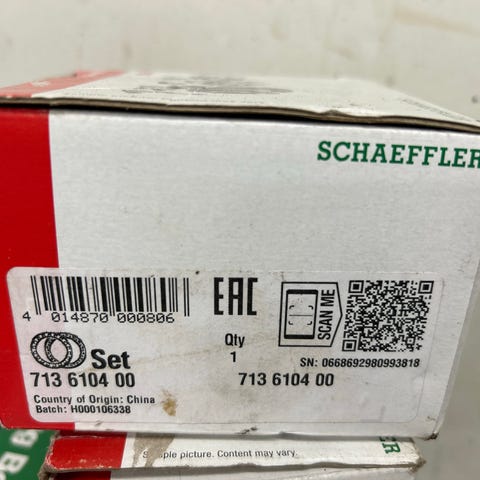 SCHAEFFLER
4 014870 000806
EAC
SCAN ME
Set
Qty
1
SN: 0668692980993818
713 6104 00
713 6104 00
Country of Origin: China
Batch: H000106338
ple picture. Content may vary.